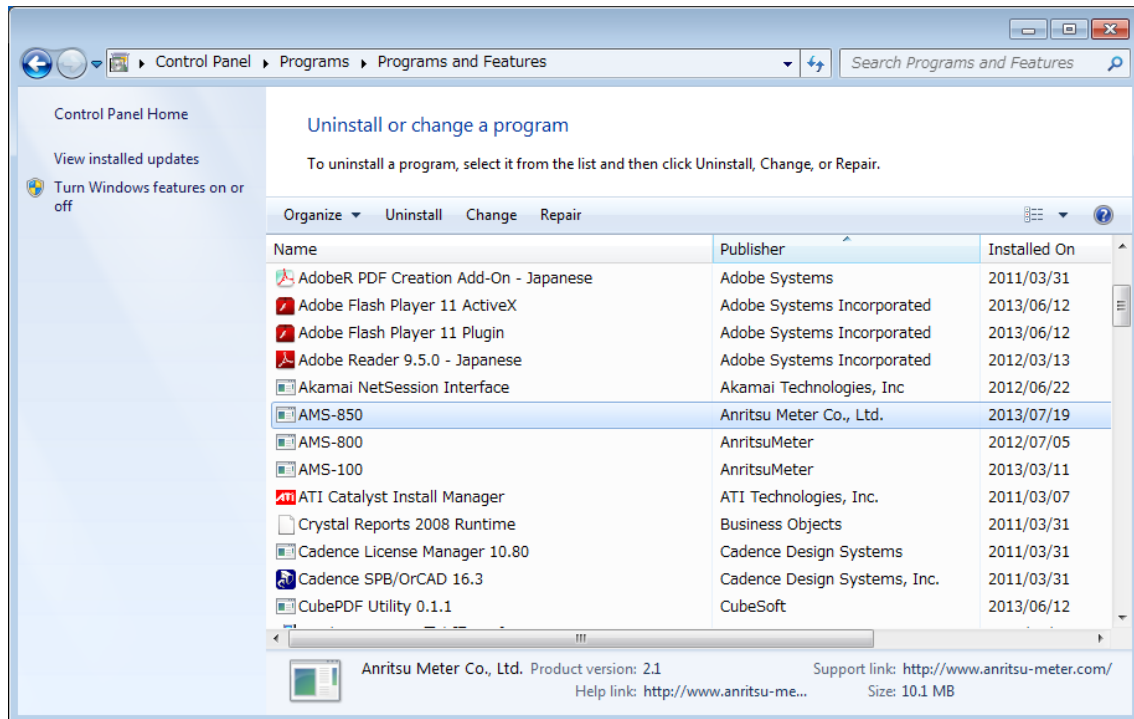 Control Panel Programs Programs and Features Search Programs and Features
Control Panel Home
View installed updates
Turn Windows features on or
off
Uninstall or change a program
To uninstall a program, select it from the list and then click Uninstall, Change, or Repair.
Organize Uninstall Change Repair
Name Publisher Installed On
AdobeR PDF Creation Add-On - Japanese Adobe Systems 2011/03/31
Adobe Flash Player 11 ActiveX Adobe Systems Incorporated 2013/06/12
Adobe Flash Player 11 Plugin Adobe Systems Incorporated 2013/06/12
Adobe Reader 9.5.0 - Japanese Adobe Systems Incorporated 2012/03/13
Akamai NetSession Interface Akamai Technologies, Inc 2012/06/22
AMS-850 Anritsu Meter Co., Ltd. 2013/07/19
AMS-800 AnritsuMeter 2012/07/05
AMS-100 AnritsuMeter 2013/03/11
ATI ATI Catalyst Install Manager ATI Technologies, Inc. 2011/03/07
Crystal Reports 2008 Runtime Business Objects 2011/03/31
Cadence License Manager 10.80 Cadence Design Systems 2011/03/31
Cadence SPB/OrCAD 16.3 Cadence Design Systems, Inc. 2011/03/31
CubePDF Utility 0.1.1 CubeSoft 2013/06/12
Anritsu Meter Co., Ltd. Product version: 2.1 Support link: http://www.anritsu-meter.com/
Help link: http://www.anritsu-me... Size: 10.1 MB